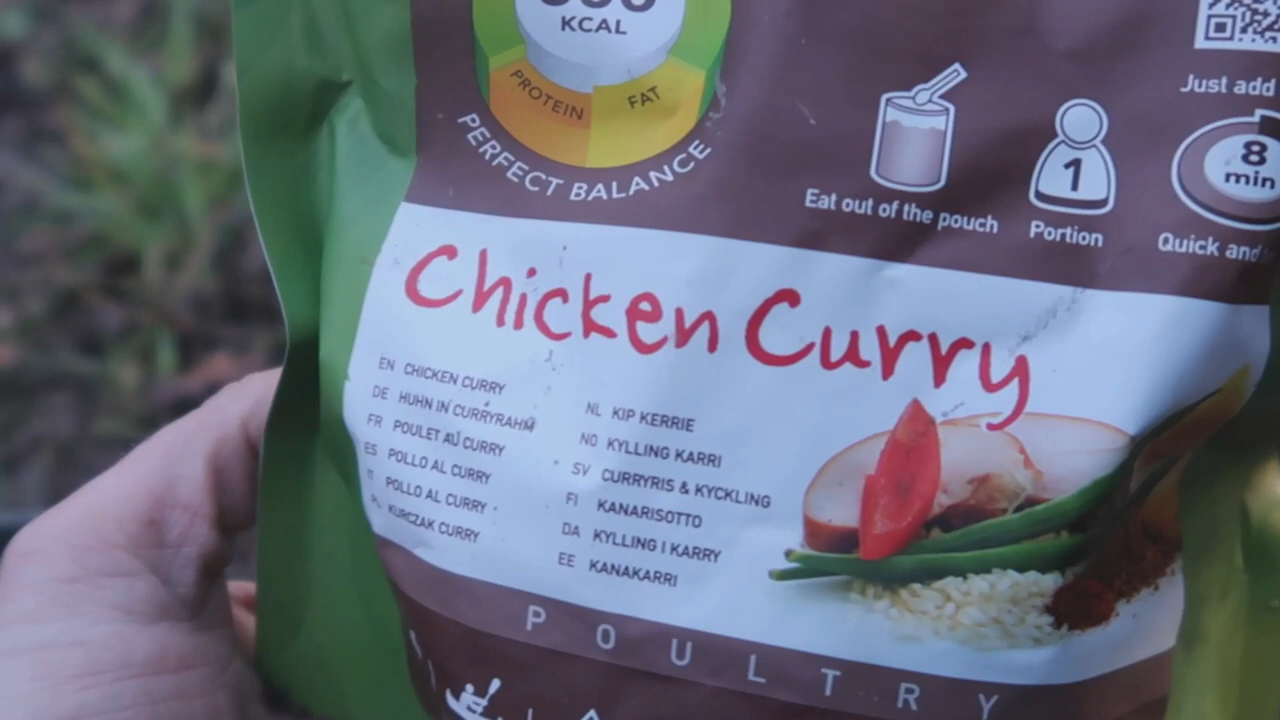 KCAL
PROTEIN
FAT
PERFECT BALANCE
Just add
Eat out of the pouch
1
Portion
8
min
Quick and
Chicken Curry
EN CHICKEN CURRY
DE HUHN IN CURRYRAHM
FR POULET AU CURRY
ES POLLO AL CURRY
IT POLLO AL CURRY
PL KURCZAK CURRY
NL KIP KERRIE
NO KYLLING KARRI
SV CURRYRIS & KYCKLING
FI KANARISOTTO
DA KYLLING I KARRY
EE KANAKARRI
POULTRY